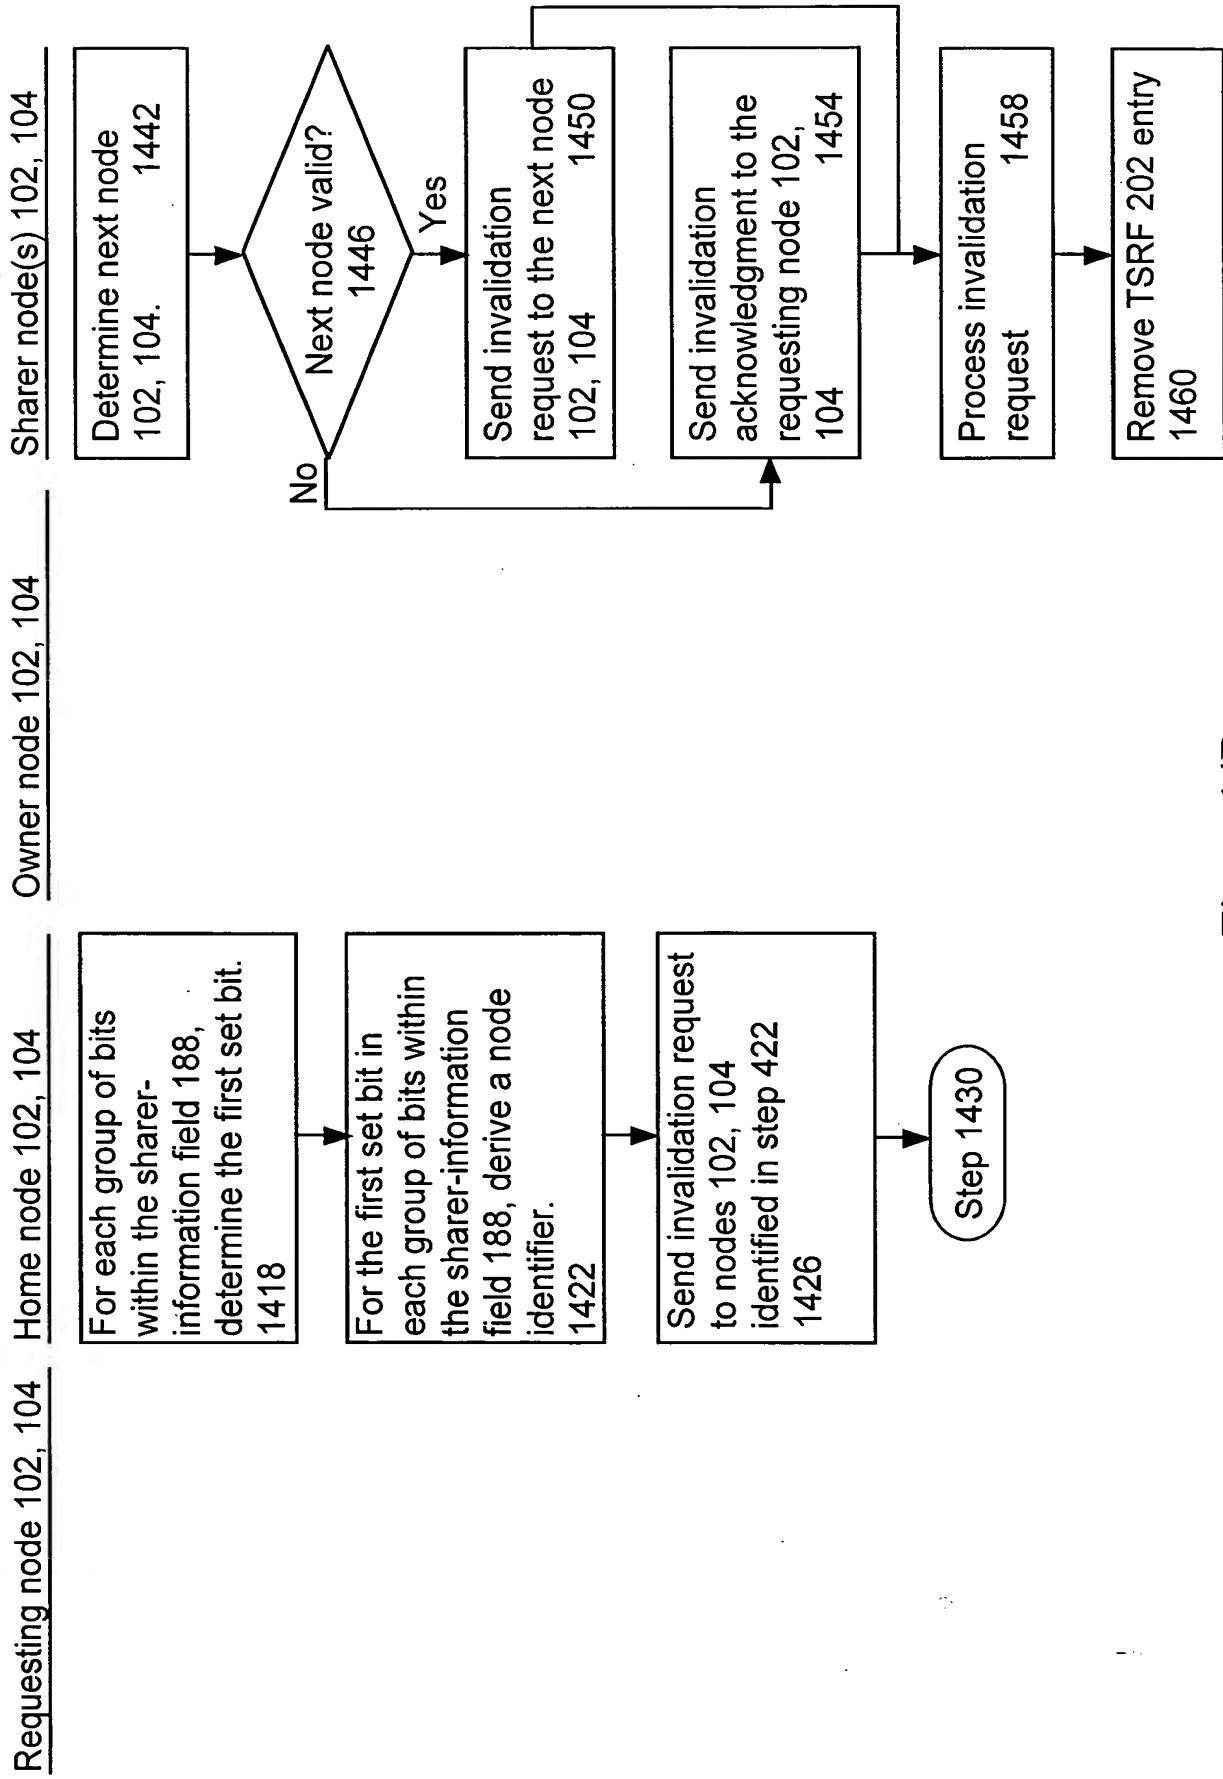 Requesting node 102, 104
Home node 102, 104
Owner node 102, 104
Sharer node(s) 102, 104
For each group of bits
within the sharer-
information field 188,
determine the first set bit.
1418
For the first set bit in
each group of bits within
the sharer-information
field 188, derive a node
identifier.
1422
Send invalidation request
to nodes 102, 104
identified in step 422
1426
Step 1430
Determine next node
102, 104. 1442
Next node valid?
1446
No
Yes
Send invalidation
request to the next node
102, 104 1450
Send invalidation
acknowledgment to the
requesting node 102,
104 1454
Process invalidation
request 1458
Remove TSRF 202 entry
1460